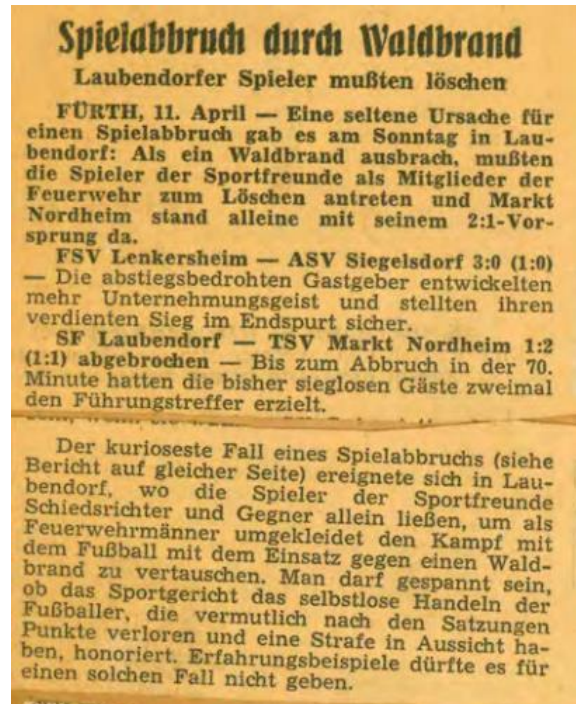 Spielabbruch durch Waldbrand
Laubendorfer Spieler mußten löschen
FÜRTH, 11. April — Eine seltene Ursache für
einen Spielabbruch gab es am Sonntag in Lau-
bendorf: Als ein Waldbrand ausbrach, mußten
die Spieler der Sportfreunde als Mitglieder der
Feuerwehr zum Löschen antreten und Markt
Nordheim stand alleine mit seinem 2:1-Vor-
sprung da.
FSV Lenkersheim — ASV Siegelsdorf 3:0 (1:0)
— Die abstiegsbedrohten Gastgeber entwickelten
mehr Unternehmungsgeist und stellten ihren
verdienten Sieg im Endspurt sicher.
SF Laubendorf — TSV Markt Nordheim 1:2
(1:1) abgebrochen — Bis zum Abbruch in der 70.
Minute hatten die bisher sieglosen Gäste zweimal
den Führungstreffer erzielt.
Der kurioseste Fall eines Spielabbruchs (siehe
Bericht auf gleicher Seite) ereignete sich in Lau-
bendorf, wo die Spieler der Sportfreunde
Schiedsrichter und Gegner allein ließen, um als
Feuerwehrmänner umgekleidet den Kampf mit
dem Fußball mit dem Einsatz gegen einen Wald-
brand zu vertauschen. Man darf gespannt sein,
ob das Sportgericht das selbstlose Handeln der
Fußballer, die vermutlich nach den Satzungen
Punkte verloren und eine Strafe in Aussicht ha-
ben, honoriert. Erfahrungsbeispiele dürfte es für
einen solchen Fall nicht geben.